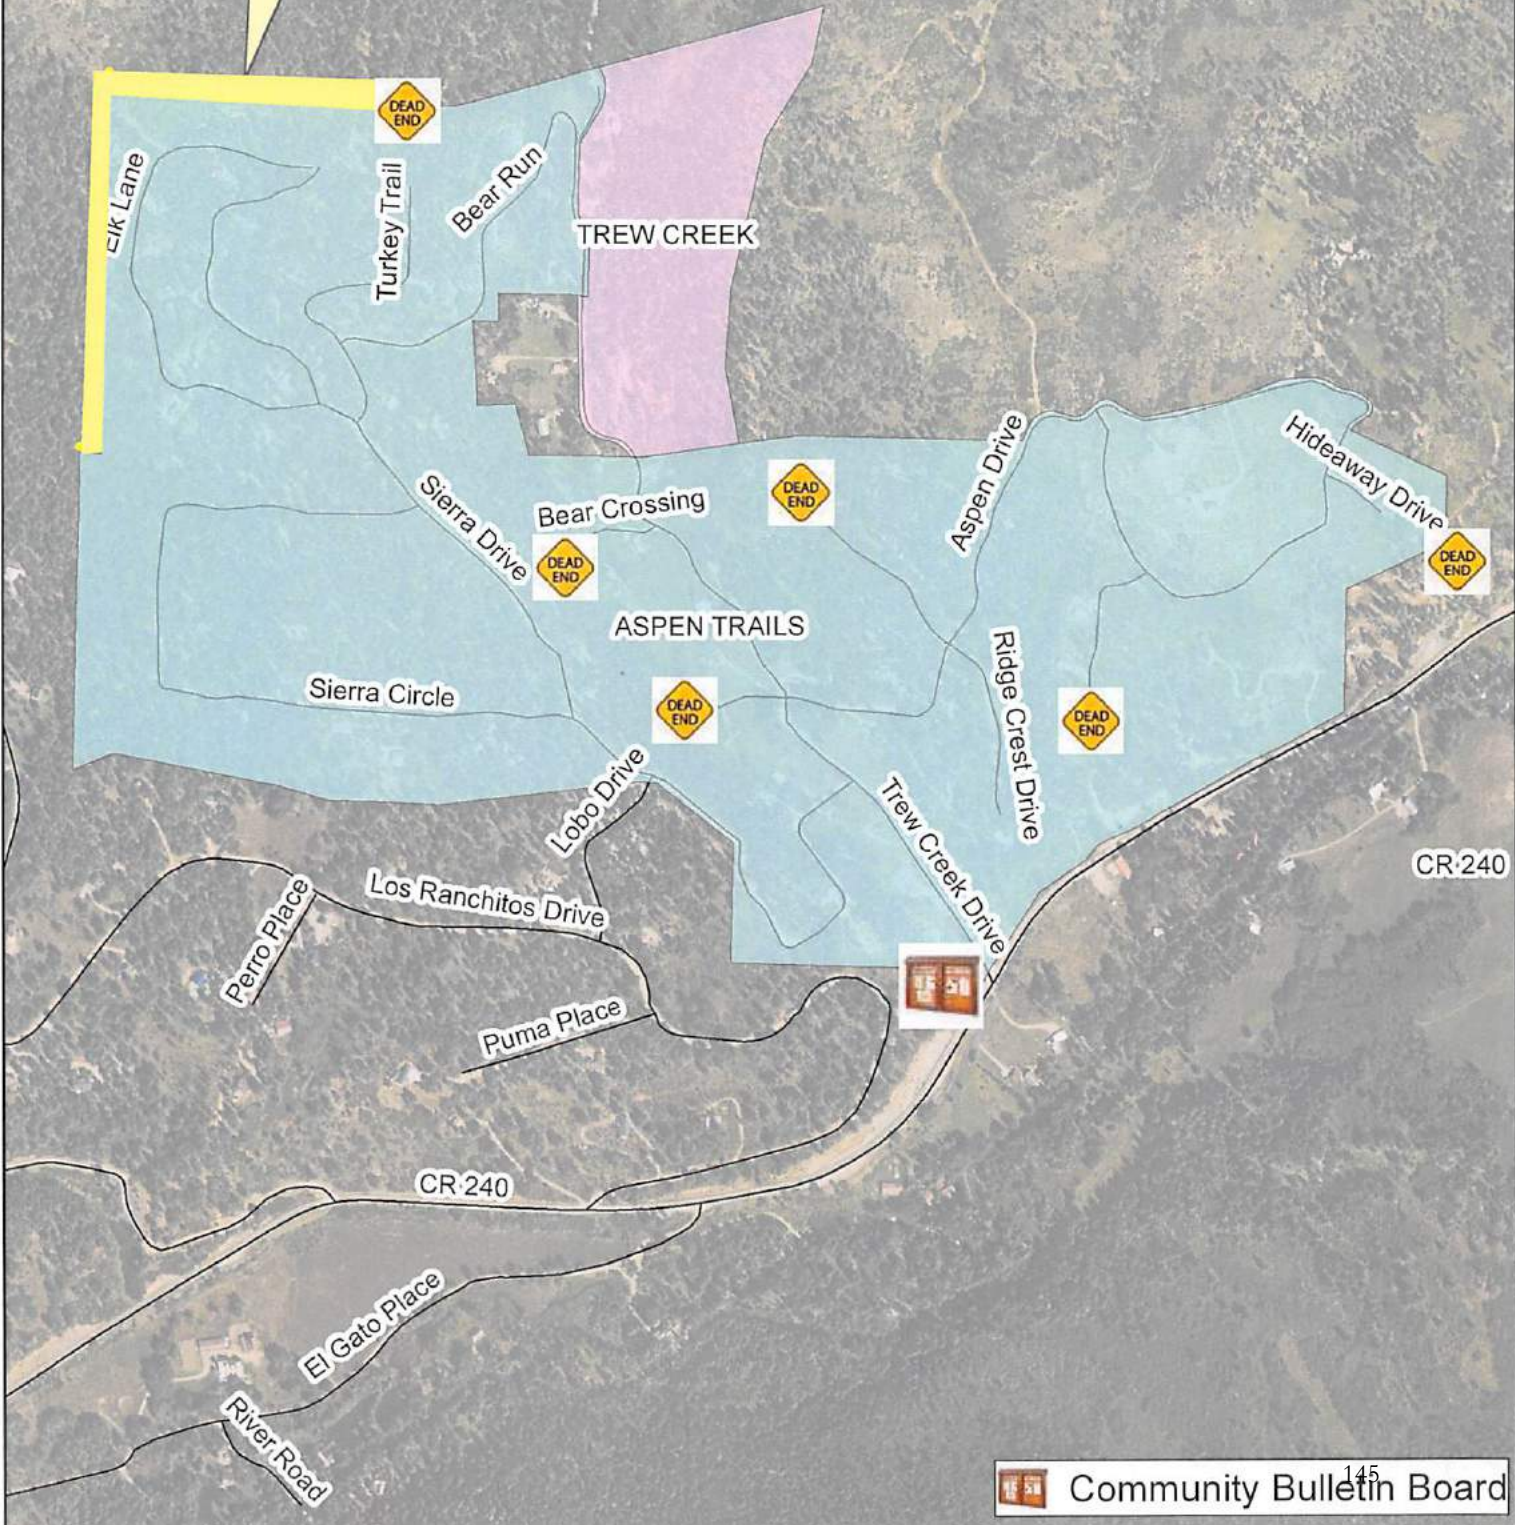 DEAD
END
Elk Lane
Turkey Trail
Bear Run
TREW CREEK
Sierra Drive
Bear Crossing
DEAD
END
DEAD
END
Aspen Drive
Hideaway Drive
DEAD
END
ASPEN TRAILS
Sierra Circle
DEAD
END
Ridge Crest Drive
DEAD
END
Lobo Drive
Trew Creek Drive
CR 240
Los Ranchitos Drive
Perro Place
Puma Place
CR 240
El Gato Place
River Road
145
Community Bulletin Board